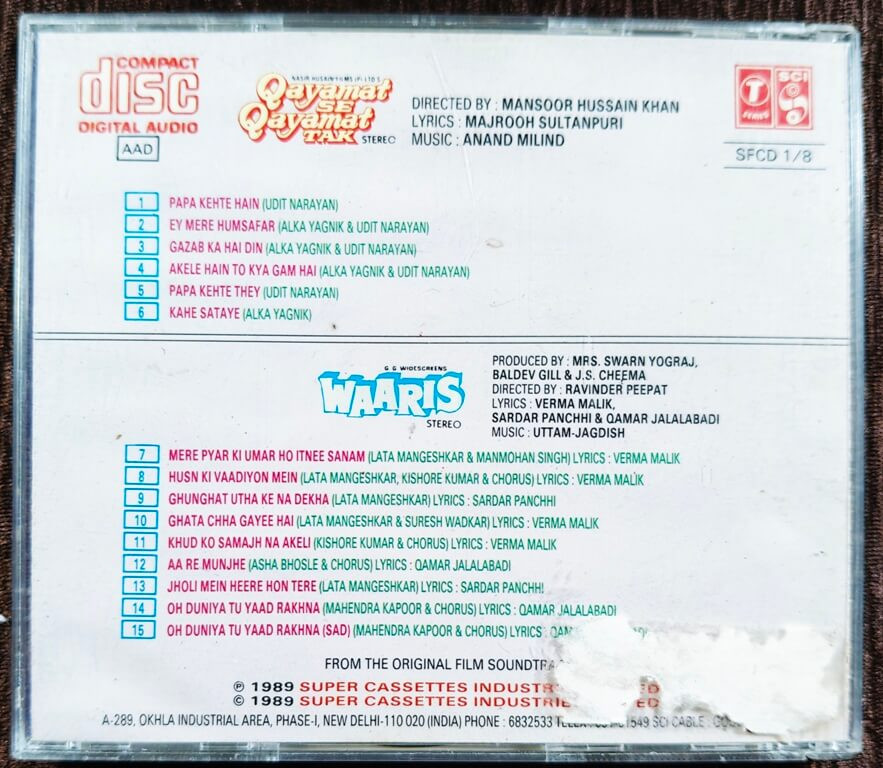 COMPACT
disc
DIGITAL AUDIO
AAD
NASIR HUSAIN FILMS (P) LTD'S
Qayamat
SE
Qayamat
TAK
STEREO
DIRECTED BY : MANSOOR HUSSAIN KHAN
LYRICS : MAJROOH SULTANPURI
MUSIC : ANAND MILIND
T
SERIES
SCI
SFCD 1/8
1 PAPA KEHTE HAIN (UDIT NARAYAN)
2 EY MERE HUMSAFAR (ALKA YAGNIK & UDIT NARAYAN)
3 GAZAB KA HAI DIN (ALKA YAGNIK & UDIT NARAYAN)
4 AKELE HAIN TO KYA GAM HAI (ALKA YAGNIK & UDIT NARAYAN)
5 PAPA KEHTE THEY (UDIT NARAYAN)
6 KAHE SATAYE (ALKA YAGNIK)
G G WIDESCREENS
WAARIS
STEREO
PRODUCED BY : MRS. SWARN YOGRAJ,
BALDEV GILL & J.S. CHEEMA
DIRECTED BY : RAVINDER PEEPAT
LYRICS : VERMA MALIK,
SARDAR PANCHHI & QAMAR JALALABADI
MUSIC : UTTAM-JAGDISH
7 MERE PYAR KI UMAR HO ITNEE SANAM (LATA MANGESHKAR & MANMOHAN SINGH) LYRICS : VERMA MALIK
8 HUSN KI VAADIYON MEIN (LATA MANGESHKAR, KISHORE KUMAR & CHORUS) LYRICS : VERMA MALIK
9 GHUNGHAT UTHA KE NA DEKHA (LATA MANGESHKAR) LYRICS : SARDAR PANCHHI
10 GHATA CHHA GAYEE HAI (LATA MANGESHKAR & SURESH WADKAR) LYRICS : VERMA MALIK
11 KHUD KO SAMAJH NA AKELI (KISHORE KUMAR & CHORUS) LYRICS : VERMA MALIK
12 AA RE MUNJHE (ASHA BHOSLE & CHORUS) LYRICS : QAMAR JALALABADI
13 JHOLI MEIN HEERE HON TERE (LATA MANGESHKAR) LYRICS : SARDAR PANCHHI
14 OH DUNIYA TU YAAD RAKHNA (MAHENDRA KAPOOR & CHORUS) LYRICS : QAMAR JALALABADI
15 OH DUNIYA TU YAAD RAKHNA (SAD) (MAHENDRA KAPOOR & CHORUS) LYRICS :
FROM THE ORIGINAL FILM
℗ 1989 SUPER CASSETTES
© 1989 SUPER CASSETTES
A-289, OKHLA INDUSTRIAL AREA, PHASE-I, NEW DELHI-110 020 (INDIA) PHONE : 6832533 SCI CABLE :